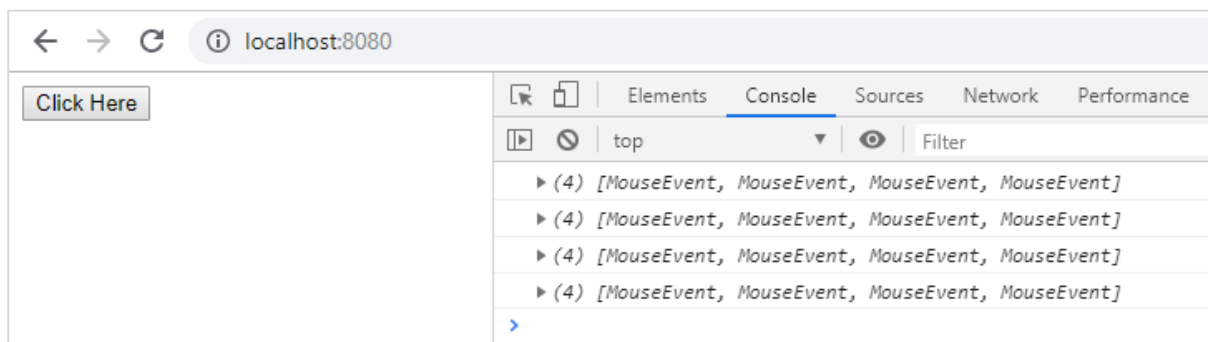 localhost:8080
Click Here
Elements Console Sources Network Performance
top Filter
(4) [MouseEvent, MouseEvent, MouseEvent, MouseEvent]
(4) [MouseEvent, MouseEvent, MouseEvent, MouseEvent]
(4) [MouseEvent, MouseEvent, MouseEvent, MouseEvent]
(4) [MouseEvent, MouseEvent, MouseEvent, MouseEvent]